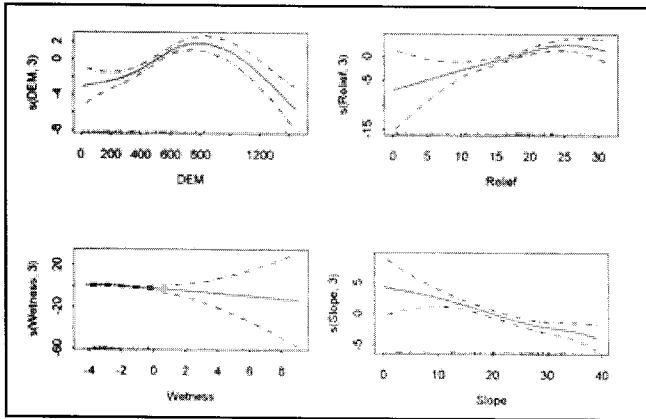 2
0
-4
-6
s(DEM, 3)
0 200 400 600 800 1200
DEM
0
-5
-15
s(Relief, 3)
0 5 10 15 20 25 30
Relief
20
-20
-60
s(Wetness, 3)
-4 -2 0 2 4 6 8
Wetness
5
0
-5
s(Slope, 3)
0 10 20 30 40
Slope